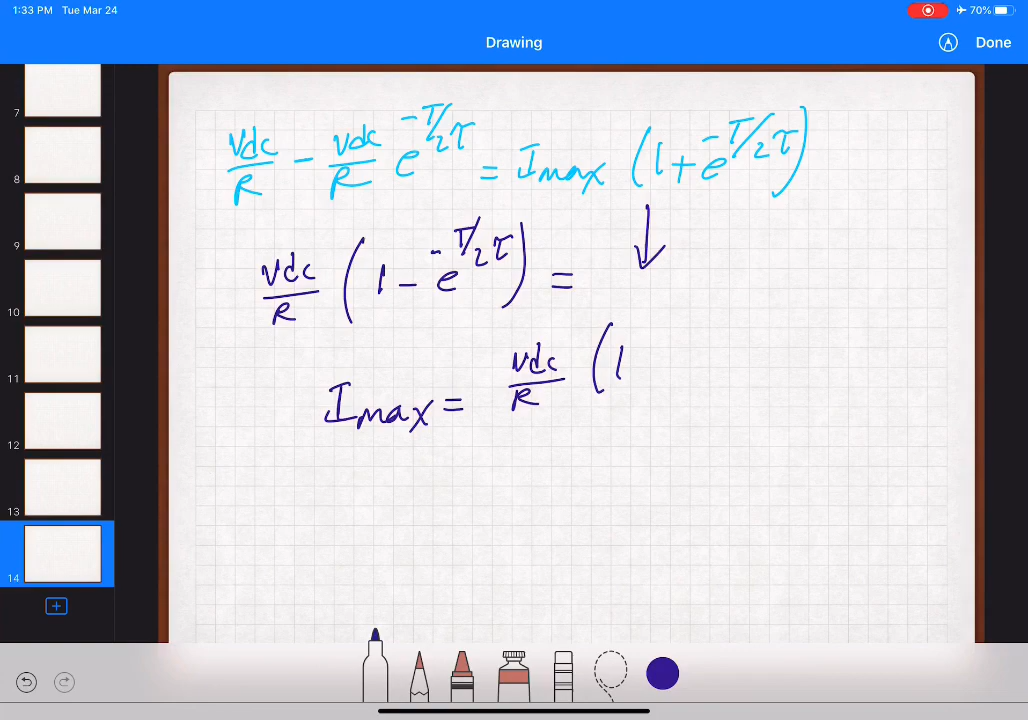 1:33 PM Tue Mar 24 70%
Drawing Done
7
8
9
10
11
12
13
14
Vdc/R - Vdc/R e^(-T/2τ) = Imax (1 + e^(-T/2τ))
Vdc/R (1 - e^(-T/2τ)) = ↓
Imax = Vdc/R (1